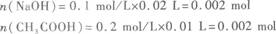 n(NaOH)=0.1 mol/L×0.02 L=0.002 mol
n(CH₃COOH)=0.2 mol/L×0.01 L=0.002 mol